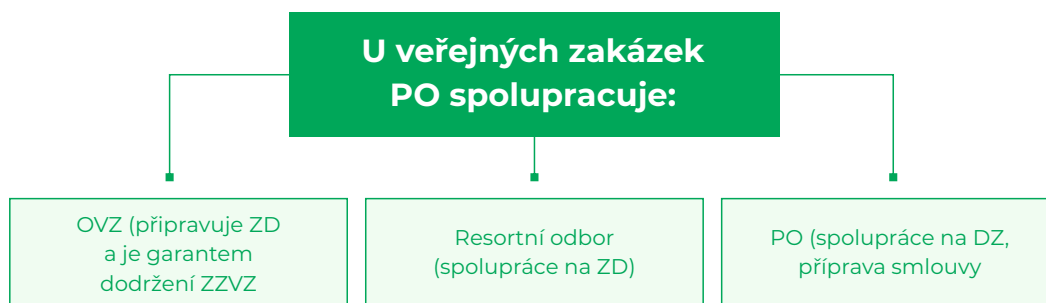 U veřejných zakázek
PO spolupracuje:
OVZ (připravuje ZD
a je garantem
dodržení ZZVZ
Resortní odbor
(spolupráce na ZD)
PO (spolupráce na DZ,
příprava smlouvy